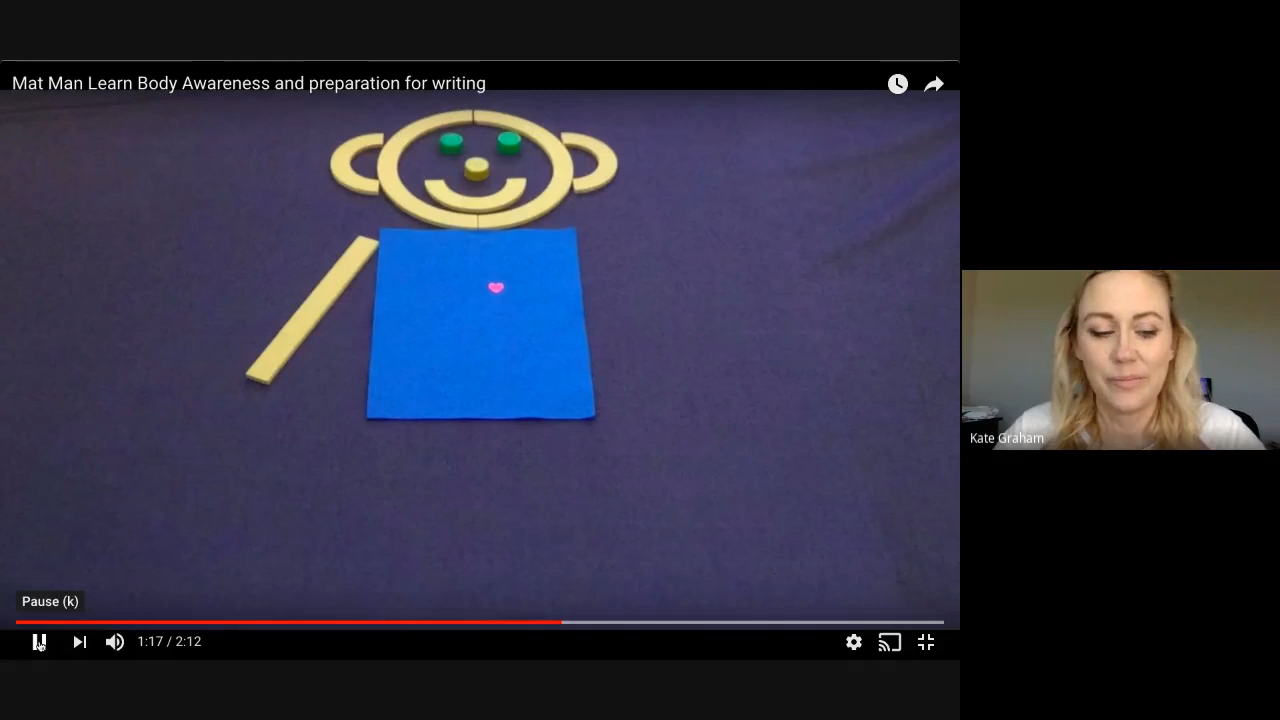 Mat Man Learn Body Awareness and preparation for writing
Kate Graham
Pause (k)
1:17 / 2:12